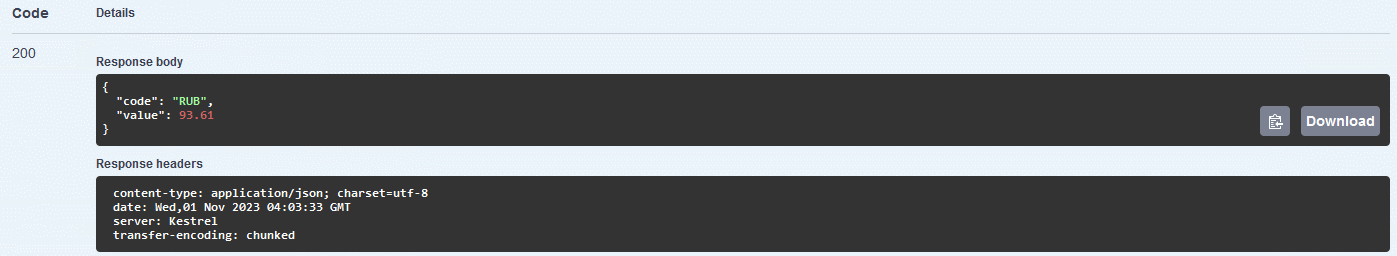 Code Details
200
Response body
{
  "code": "RUB",
  "value": 93.61
}
Download
Response headers
content-type: application/json; charset=utf-8
date: Wed,01 Nov 2023 04:03:33 GMT
server: Kestrel
transfer-encoding: chunked